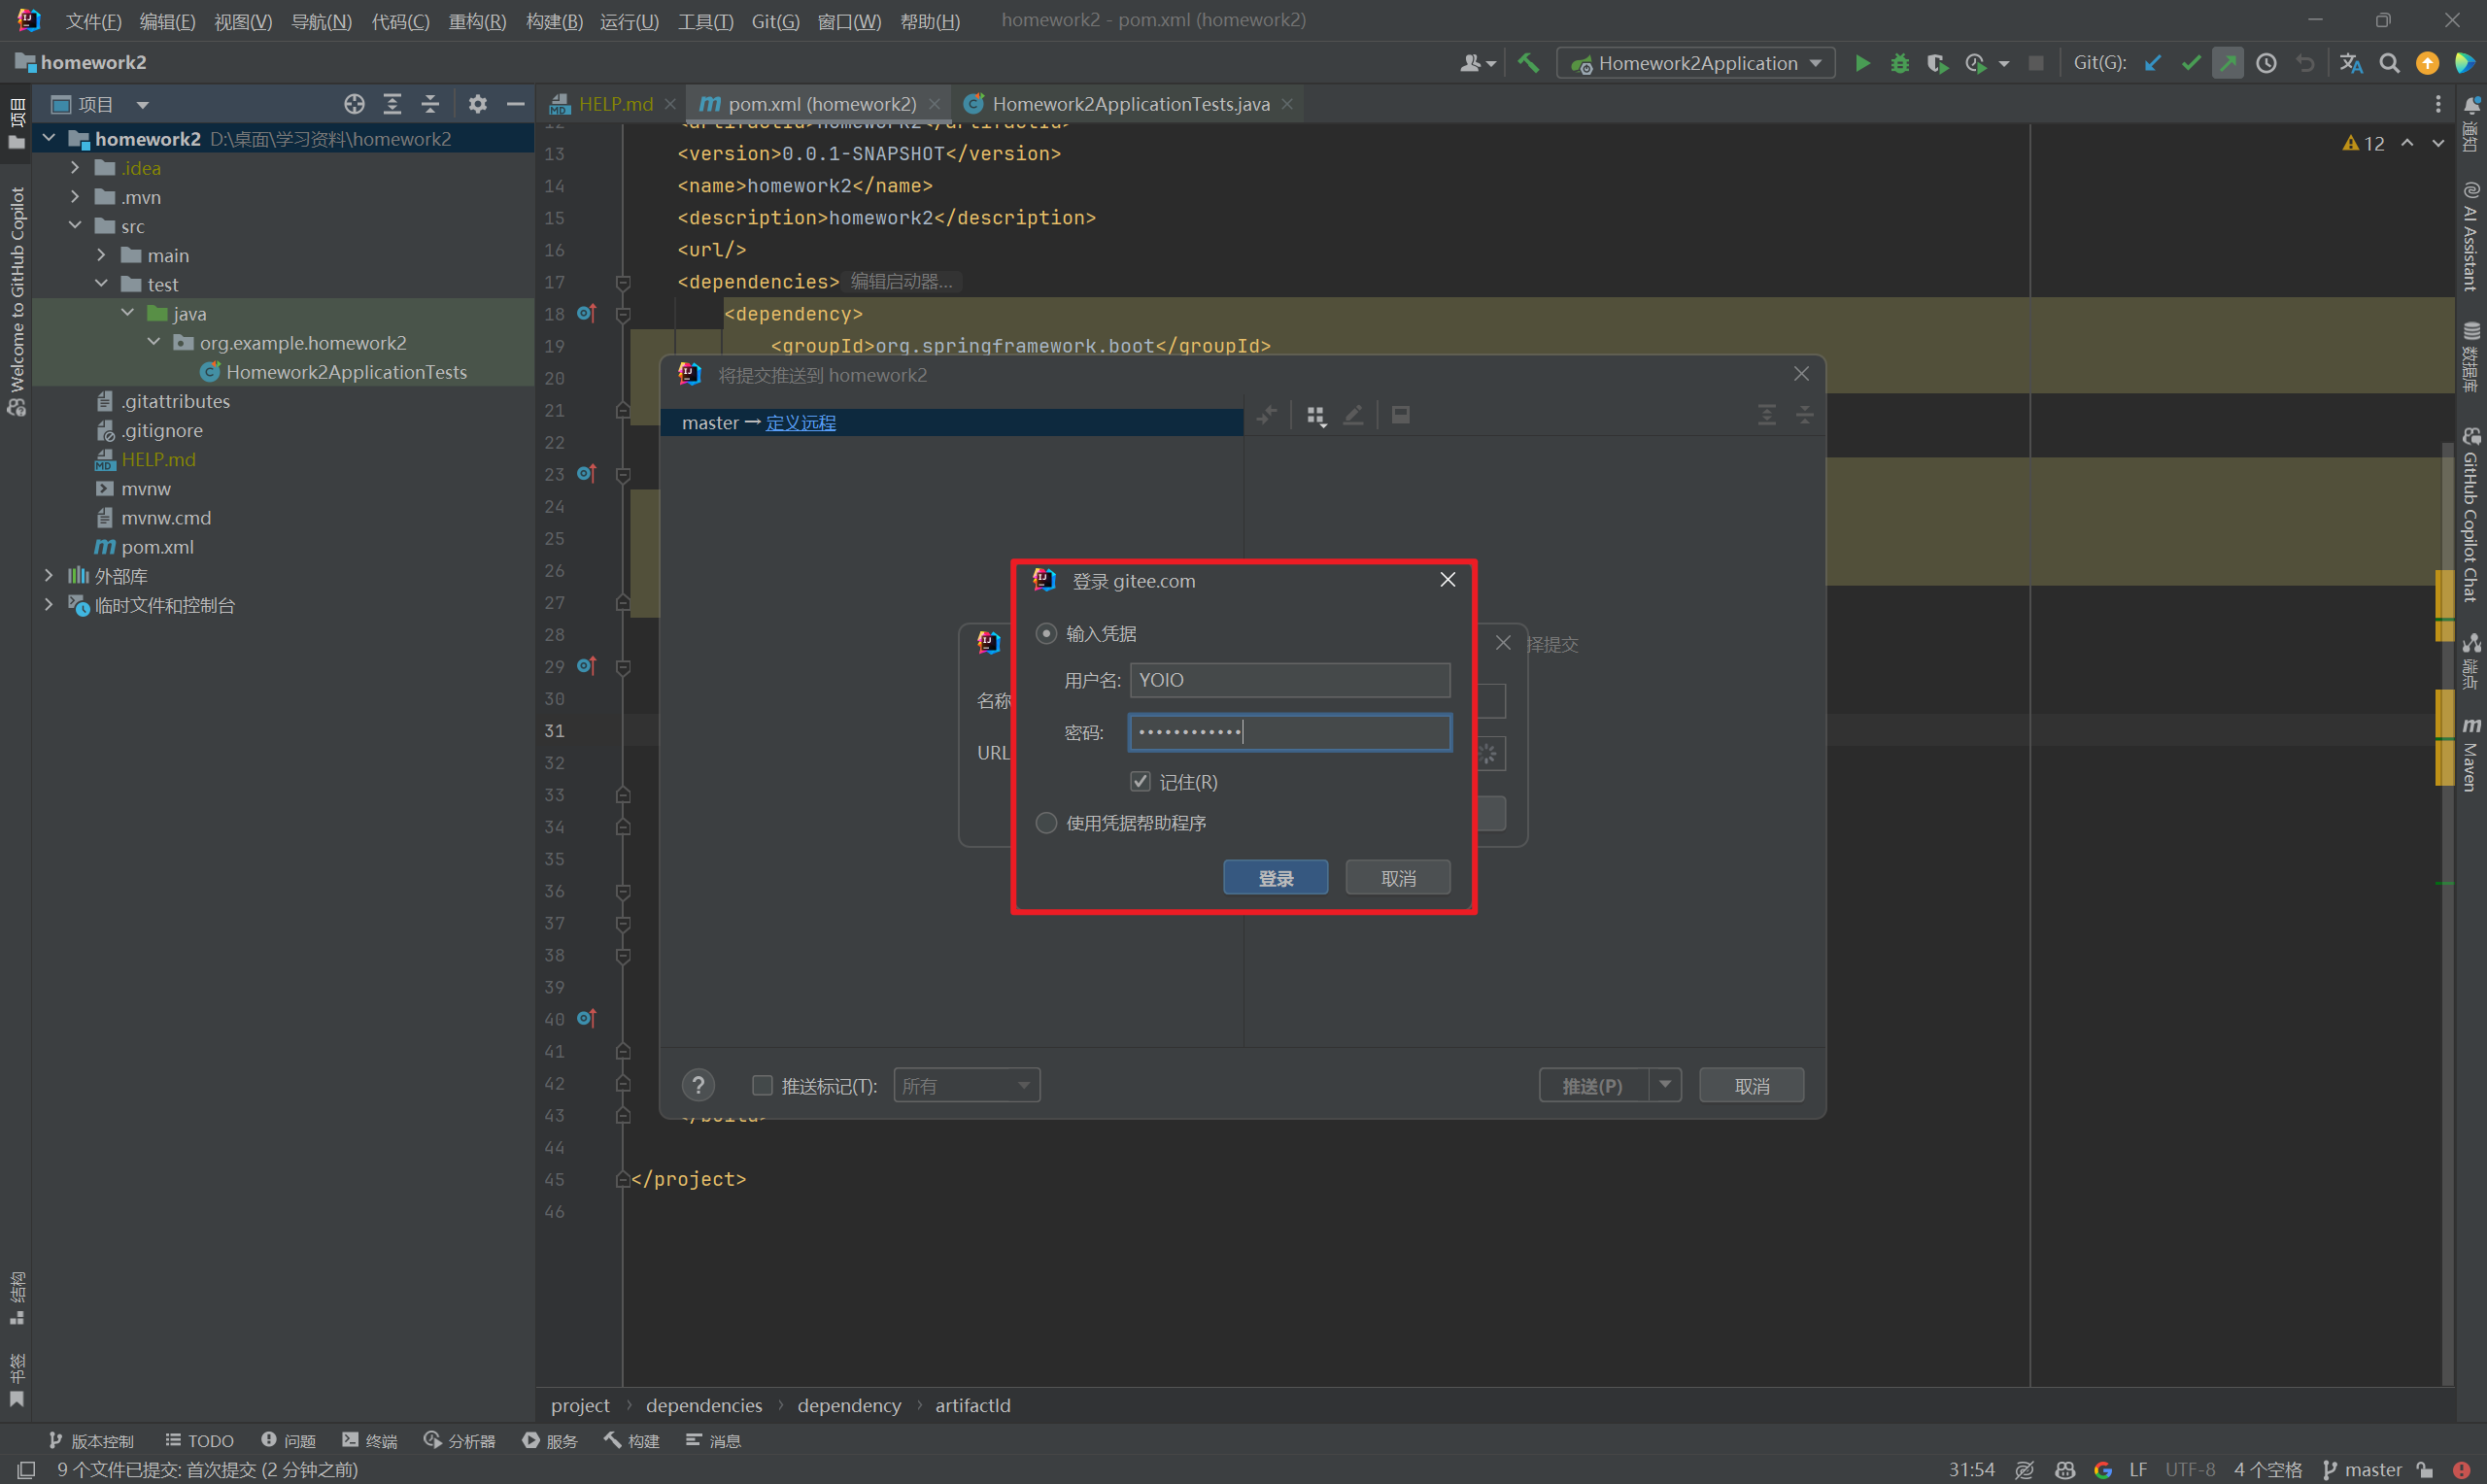 文件(F) 编辑(E) 视图(V) 导航(N) 代码(C) 重构(R) 构建(B) 运行(U) 工具(T) Git(G) 窗口(W) 帮助(H) homework2 - pom.xml (homework2)
homework2
Homework2Application
Git(G):
项目
HELP.md
pom.xml (homework2)
Homework2ApplicationTests.java
homework2 D:\桌面\学习资料\homework2
.idea
.mvn
src
main
test
java
org.example.homework2
Homework2ApplicationTests
.gitattributes
.gitignore
HELP.md
mvnw
mvnw.cmd
pom.xml
外部库
临时文件和控制台
项目
Welcome to GitHub Copilot
结构
书签
12 <artifactId>homework2</artifactId>
13 <version>0.0.1-SNAPSHOT</version>
14 <name>homework2</name>
15 <description>homework2</description>
16 <url/>
17 <dependencies> 编辑启动器...
18 <dependency>
19 <groupId>org.springframework.boot</groupId>
20
21
22
23
24
25
26
27
28
29
30
31
32
33
34
35
36
37
38
39
40
41
42
43 </build>
44
45 </project>
46
12
将提交推送到 homework2
master → 定义远程
择提交
名称
URL
登录 gitee.com
输入凭据
用户名: YOIO
密码: ••••••••••••
记住(R)
使用凭据帮助程序
登录 取消
? 推送标记(T): 所有
推送(P) 取消
通知
AI Assistant
数据库
GitHub Copilot Chat
端点
Maven
project › dependencies › dependency › artifactId
版本控制 TODO 问题 终端 分析器 服务 构建 消息
9 个文件已提交: 首次提交 (2 分钟之前)
31:54 LF UTF-8 4 个空格 master